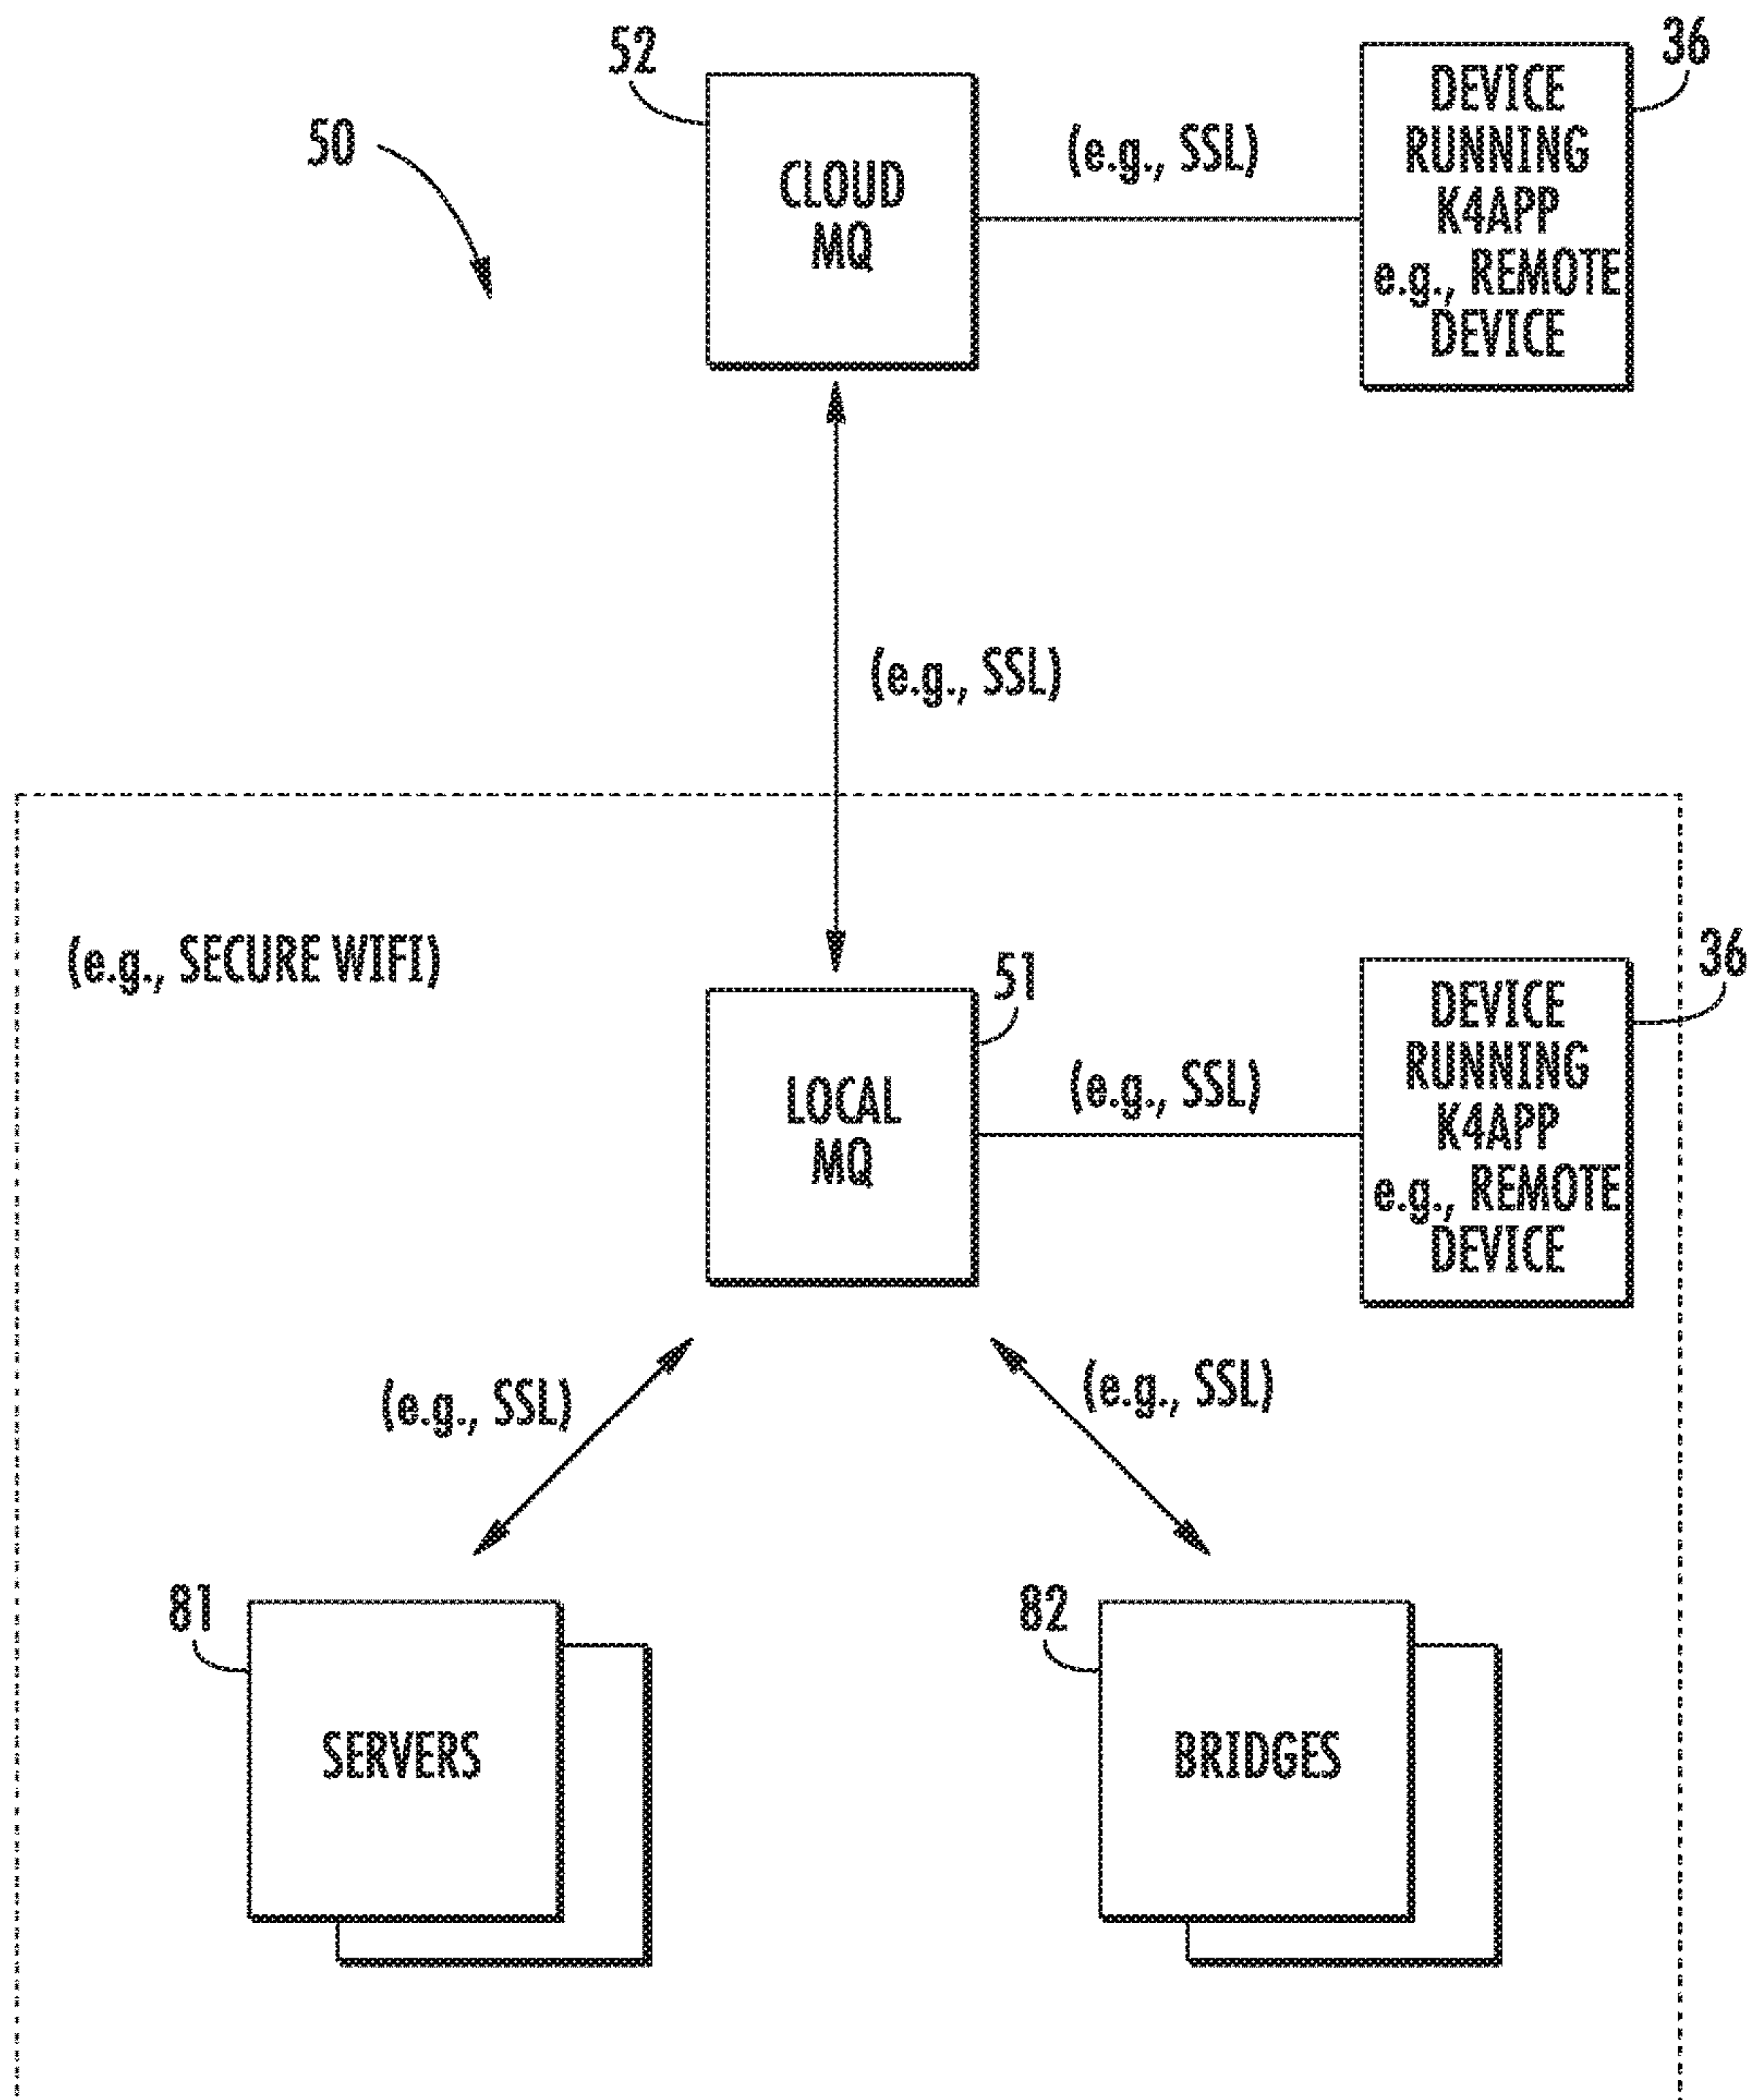 52
36
50
CLOUD
MQ
(e.g., SSL)
DEVICE
RUNNING
K4APP
e.g., REMOTE
DEVICE
(e.g., SSL)
(e.g., SECURE WIFI)
51
36
LOCAL
MQ
(e.g., SSL)
DEVICE
RUNNING
K4APP
e.g., REMOTE
DEVICE
(e.g., SSL)
(e.g., SSL)
81
82
SERVERS
BRIDGES